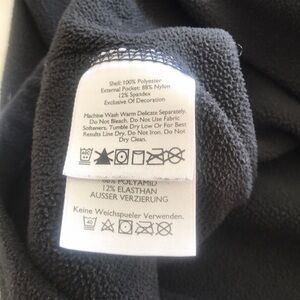 Shell: 100% Polyester
External Pocket: 88% Nylon
12% Spandex
Exclusive Of Decoration
Machine Wash Warm Delicate Separately.
Do Not Bleach. Do Not Use Fabric
Softeners. Tumble Dry Low Or For Best
Results Line Dry. Do Not Iron. Do Not
Dry Clean.
88% POLYAMID
12% ELASTHAN
AUSSER VERZIERUNG
Keine Weichspueler Verwenden.